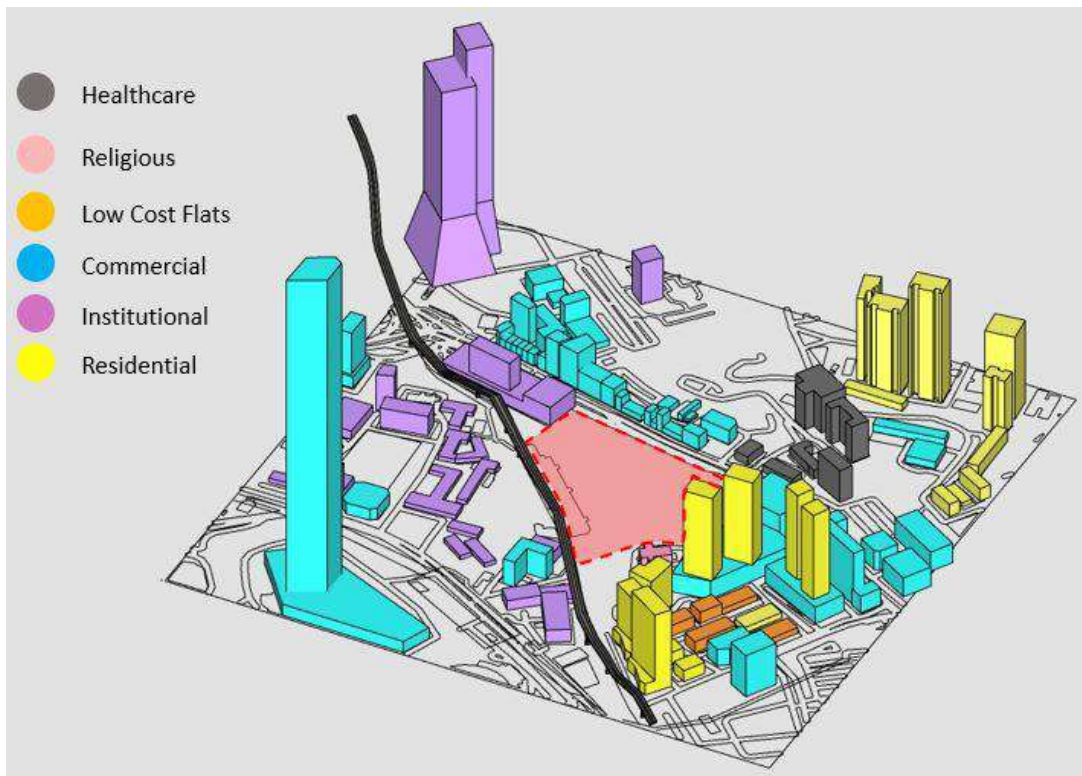 Healthcare
Religious
Low Cost Flats
Commercial
Institutional
Residential